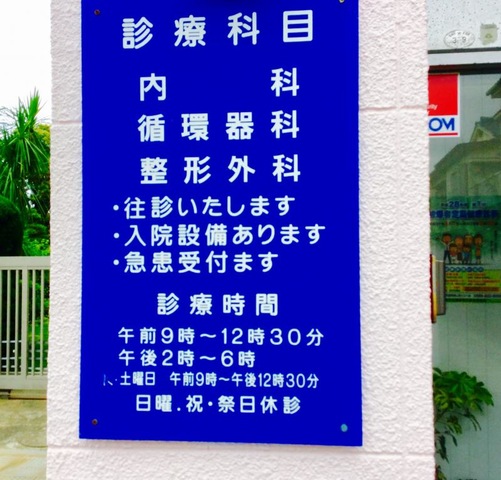 診療科目
内科
循環器科
整形外科
・往診いたします
・入院設備あります
・急患受付ます
診療時間
午前9時～12時30分
午後2時～6時
土曜日 午前9時～午後12時30分
日曜.祝・祭日休診
OM